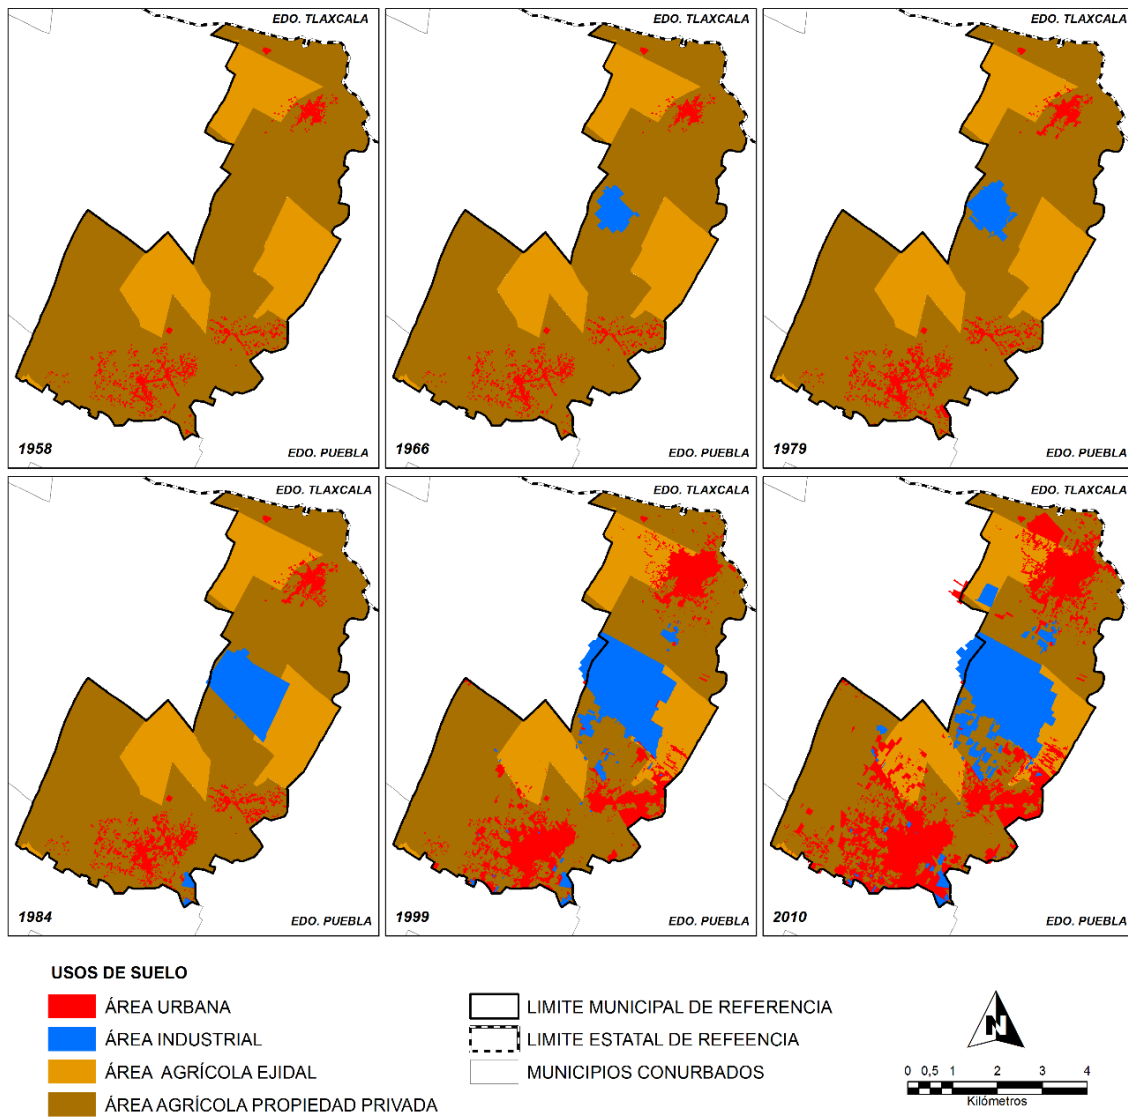 EDO. TLAXCALA
1958
EDO. PUEBLA
EDO. TLAXCALA
1966
EDO. PUEBLA
EDO. TLAXCALA
1979
EDO. PUEBLA
EDO. TLAXCALA
1984
EDO. PUEBLA
EDO. TLAXCALA
1999
EDO. PUEBLA
EDO. TLAXCALA
2010
EDO. PUEBLA
USOS DE SUELO
ÁREA URBANA
ÁREA INDUSTRIAL
ÁREA AGRÍCOLA EJIDAL
ÁREA AGRÍCOLA PROPIEDAD PRIVADA
LIMITE MUNICIPAL DE REFERENCIA
LIMITE ESTATAL DE REFEENCIA
MUNICIPIOS CONURBADOS
N
0 0,5 1 2 3 4
Kilómetros